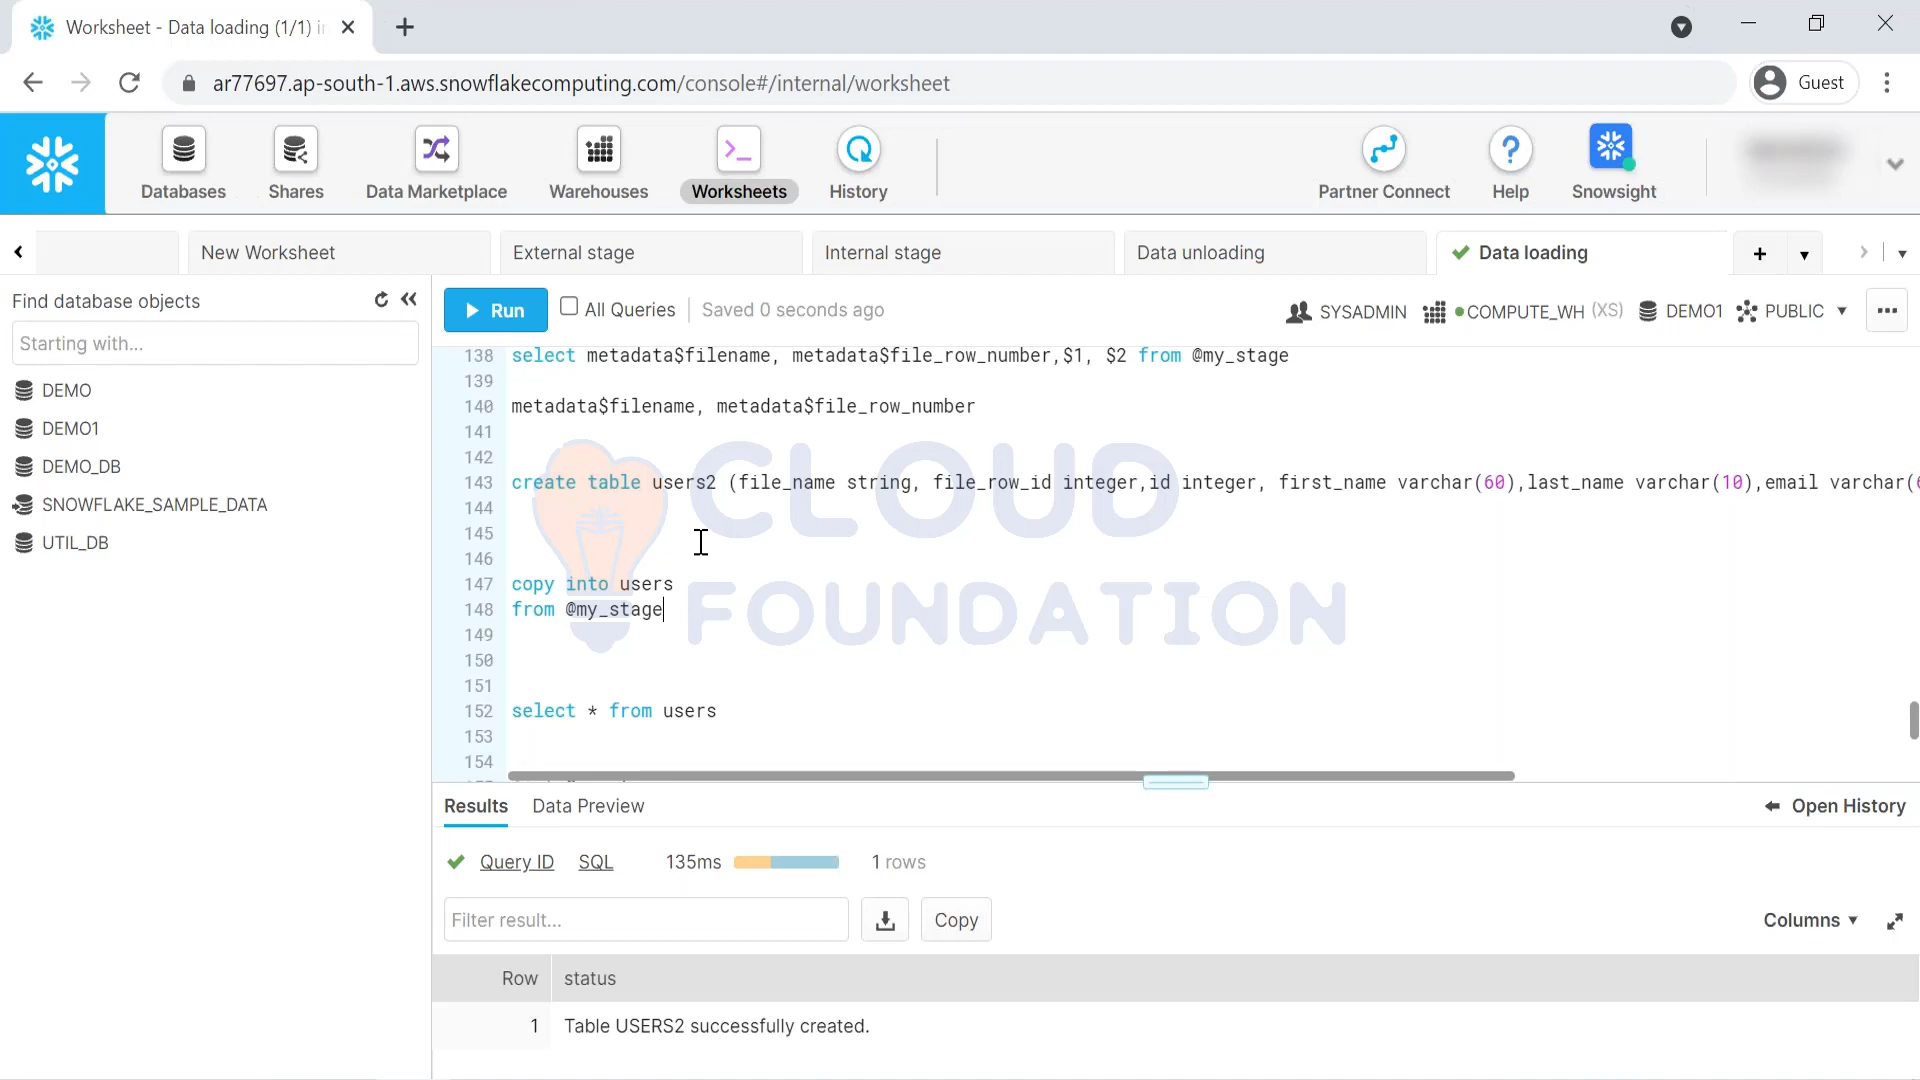 Worksheet - Data loading (1/1) i
ar77697.ap-south-1.aws.snowflakecomputing.com/console#/internal/worksheet
Guest
Databases
Shares
Data Marketplace
Warehouses
Worksheets
History
Partner Connect
Help
Snowsight
New Worksheet
External stage
Internal stage
Data unloading
Data loading
Find database objects
Starting with...
DEMO
DEMO1
DEMO_DB
SNOWFLAKE_SAMPLE_DATA
UTIL_DB
Run
All Queries
Saved 0 seconds ago
SYSADMIN
COMPUTE_WH (XS)
DEMO1
PUBLIC
138 select metadata$filename, metadata$file_row_number,$1, $2 from @my_stage
139
140 metadata$filename, metadata$file_row_number
141
142
143 create table users2 (file_name string, file_row_id integer,id integer, first_name varchar(60),last_name varchar(10),email varchar(
144
145
146
147 copy into users
148 from @my_stage
149
150
151
152 select * from users
153
154
CLOUD
FOUNDATION
Results
Data Preview
Open History
Query ID
SQL
135ms
1 rows
Filter result...
Copy
Columns
Row status
1 Table USERS2 successfully created.